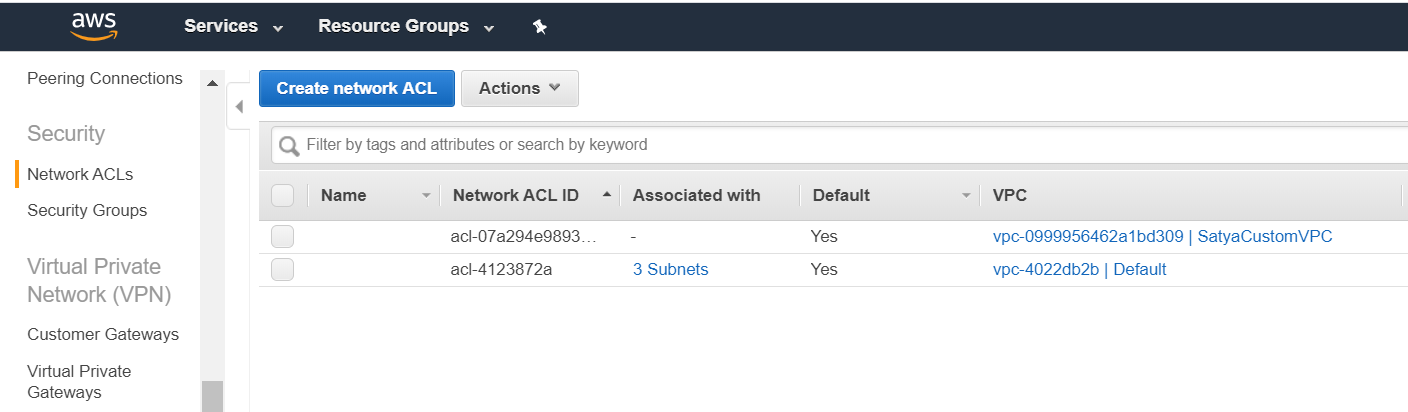 aws Services Resource Groups
Peering Connections
Create network ACL Actions
Security
Filter by tags and attributes or search by keyword
Network ACLs
Name Network ACL ID Associated with Default VPC
Security Groups
acl-07a294e9893… - Yes vpc-0999956462a1bd309 | SatyaCustomVPC
acl-4123872a 3 Subnets Yes vpc-4022db2b | Default
Virtual Private
Network (VPN)
Customer Gateways
Virtual Private
Gateways